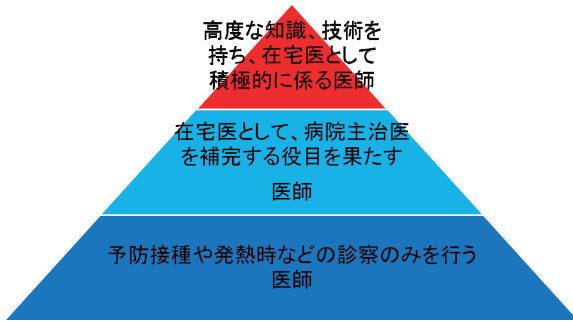 高度な知識、技術を
持ち、在宅医として
積極的に係る医師
在宅医として、病院主治医
を補完する役目を果たす
医師
予防接種や発熱時などの診察のみを行う
医師